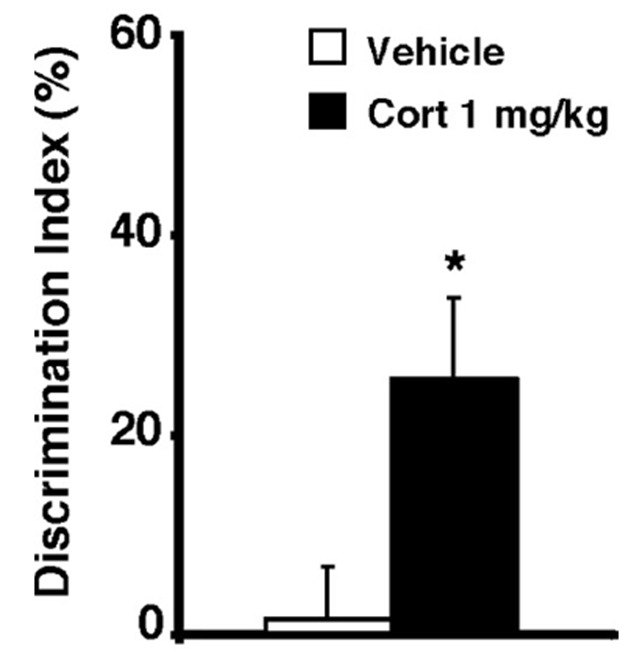 60
40
20
0
Discrimination Index (%)
Vehicle
Cort 1 mg/kg
*